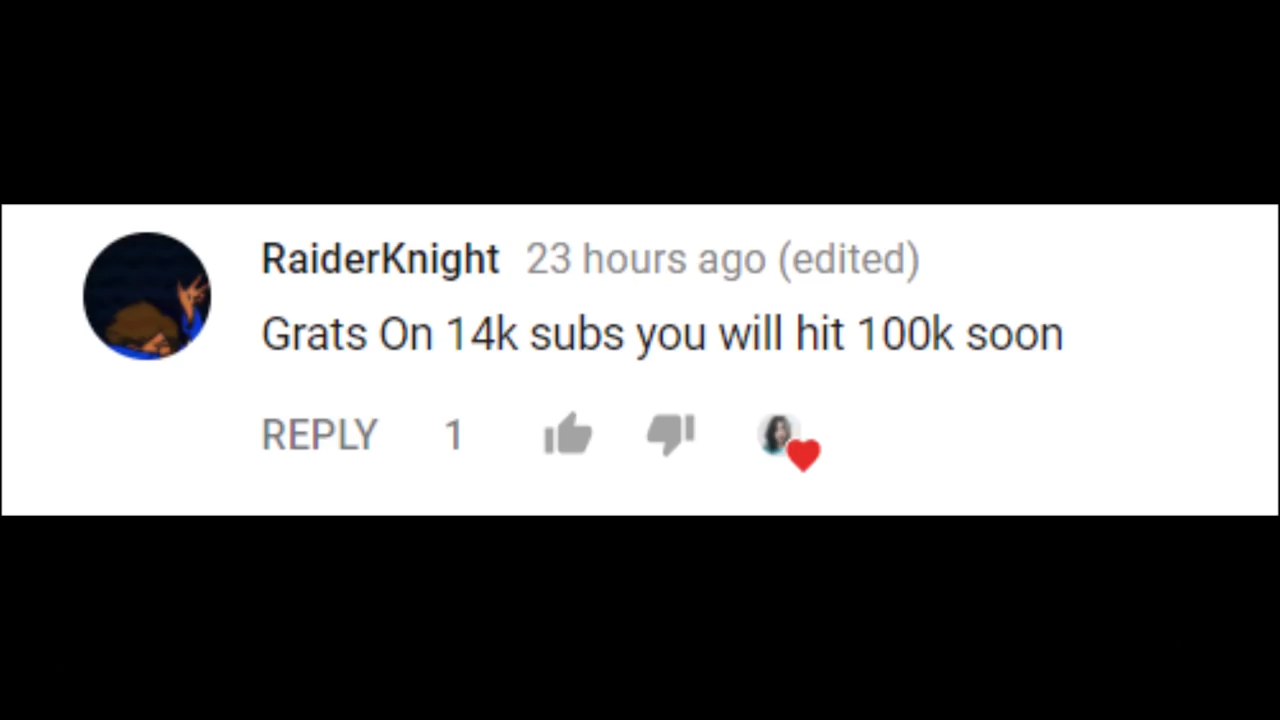 RaiderKnight 23 hours ago (edited)
Grats On 14k subs you will hit 100k soon
REPLY 1